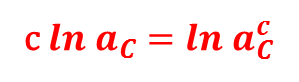 c ln a_C = ln a_C^c